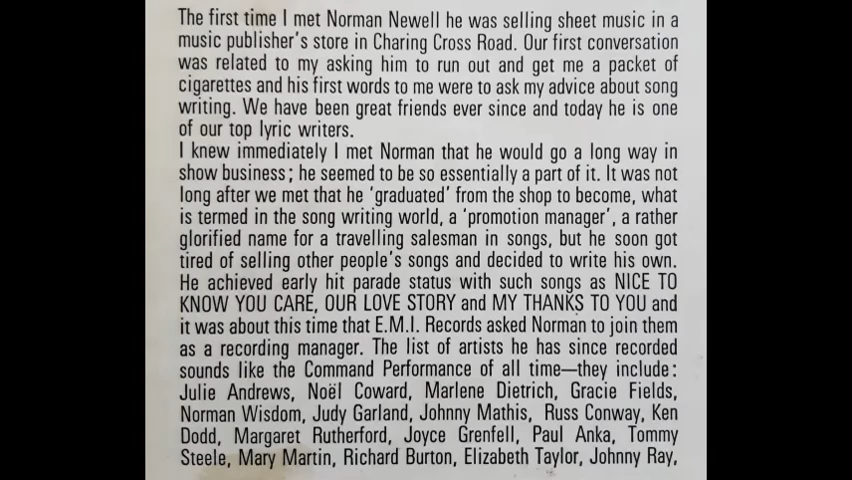 The first time I met Norman Newell he was selling sheet music in a
music publisher's store in Charing Cross Road. Our first conversation
was related to my asking him to run out and get me a packet of
cigarettes and his first words to me were to ask my advice about song
writing. We have been great friends ever since and today he is one
of our top lyric writers.
I knew immediately I met Norman that he would go a long way in
show business; he seemed to be so essentially a part of it. It was not
long after we met that he 'graduated' from the shop to become, what
is termed in the song writing world, a 'promotion manager', a rather
glorified name for a travelling salesman in songs, but he soon got
tired of selling other people's songs and decided to write his own.
He achieved early hit parade status with such songs as NICE TO
KNOW YOU CARE, OUR LOVE STORY and MY THANKS TO YOU and
it was about this time that E.M.I. Records asked Norman to join them
as a recording manager. The list of artists he has since recorded
sounds like the Command Performance of all time—they include:
Julie Andrews, Noël Coward, Marlene Dietrich, Gracie Fields,
Norman Wisdom, Judy Garland, Johnny Mathis, Russ Conway, Ken
Dodd, Margaret Rutherford, Joyce Grenfell, Paul Anka, Tommy
Steele, Mary Martin, Richard Burton, Elizabeth Taylor, Johnny Ray,